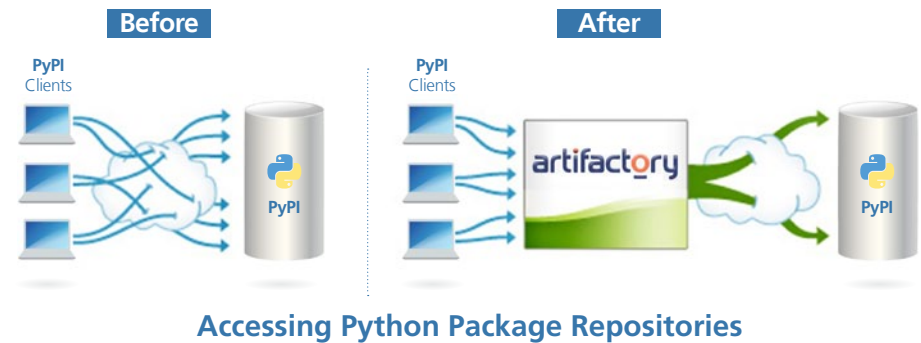 Before
After
PyPI
Clients
PyPI
Clients
PyPI
artifactory
PyPI
Accessing Python Package Repositories